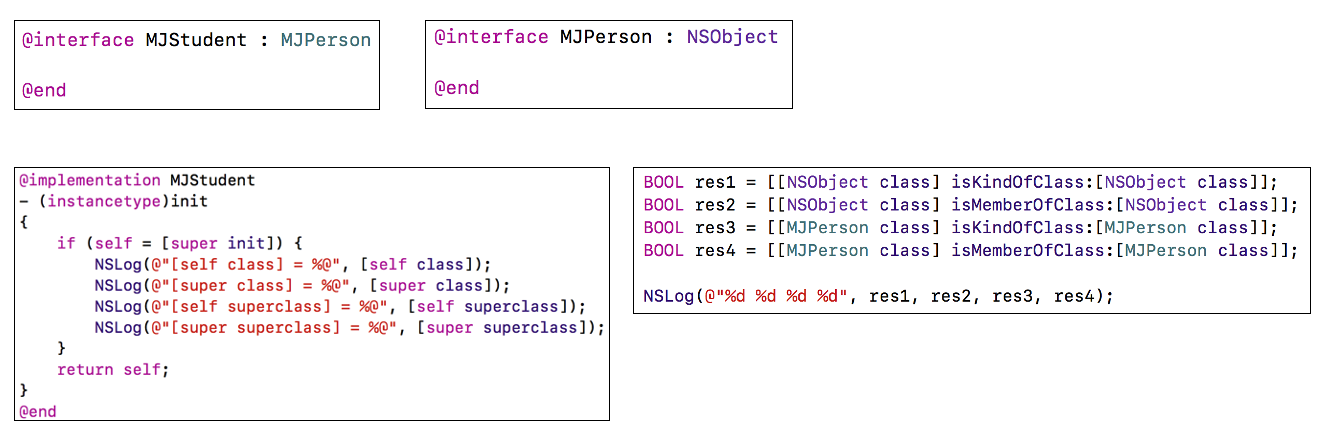 @interface MJStudent : MJPerson
@end
@interface MJPerson : NSObject
@end
@implementation MJStudent
- (instancetype)init
{
    if (self = [super init]) {
        NSLog(@"[self class] = %@", [self class]);
        NSLog(@"[super class] = %@", [super class]);
        NSLog(@"[self superclass] = %@", [self superclass]);
        NSLog(@"[super superclass] = %@", [super superclass]);
    }
    return self;
}
@end
BOOL res1 = [[NSObject class] isKindOfClass:[NSObject class]];
BOOL res2 = [[NSObject class] isMemberOfClass:[NSObject class]];
BOOL res3 = [[MJPerson class] isKindOfClass:[MJPerson class]];
BOOL res4 = [[MJPerson class] isMemberOfClass:[MJPerson class]];
NSLog(@"%d %d %d %d", res1, res2, res3, res4);